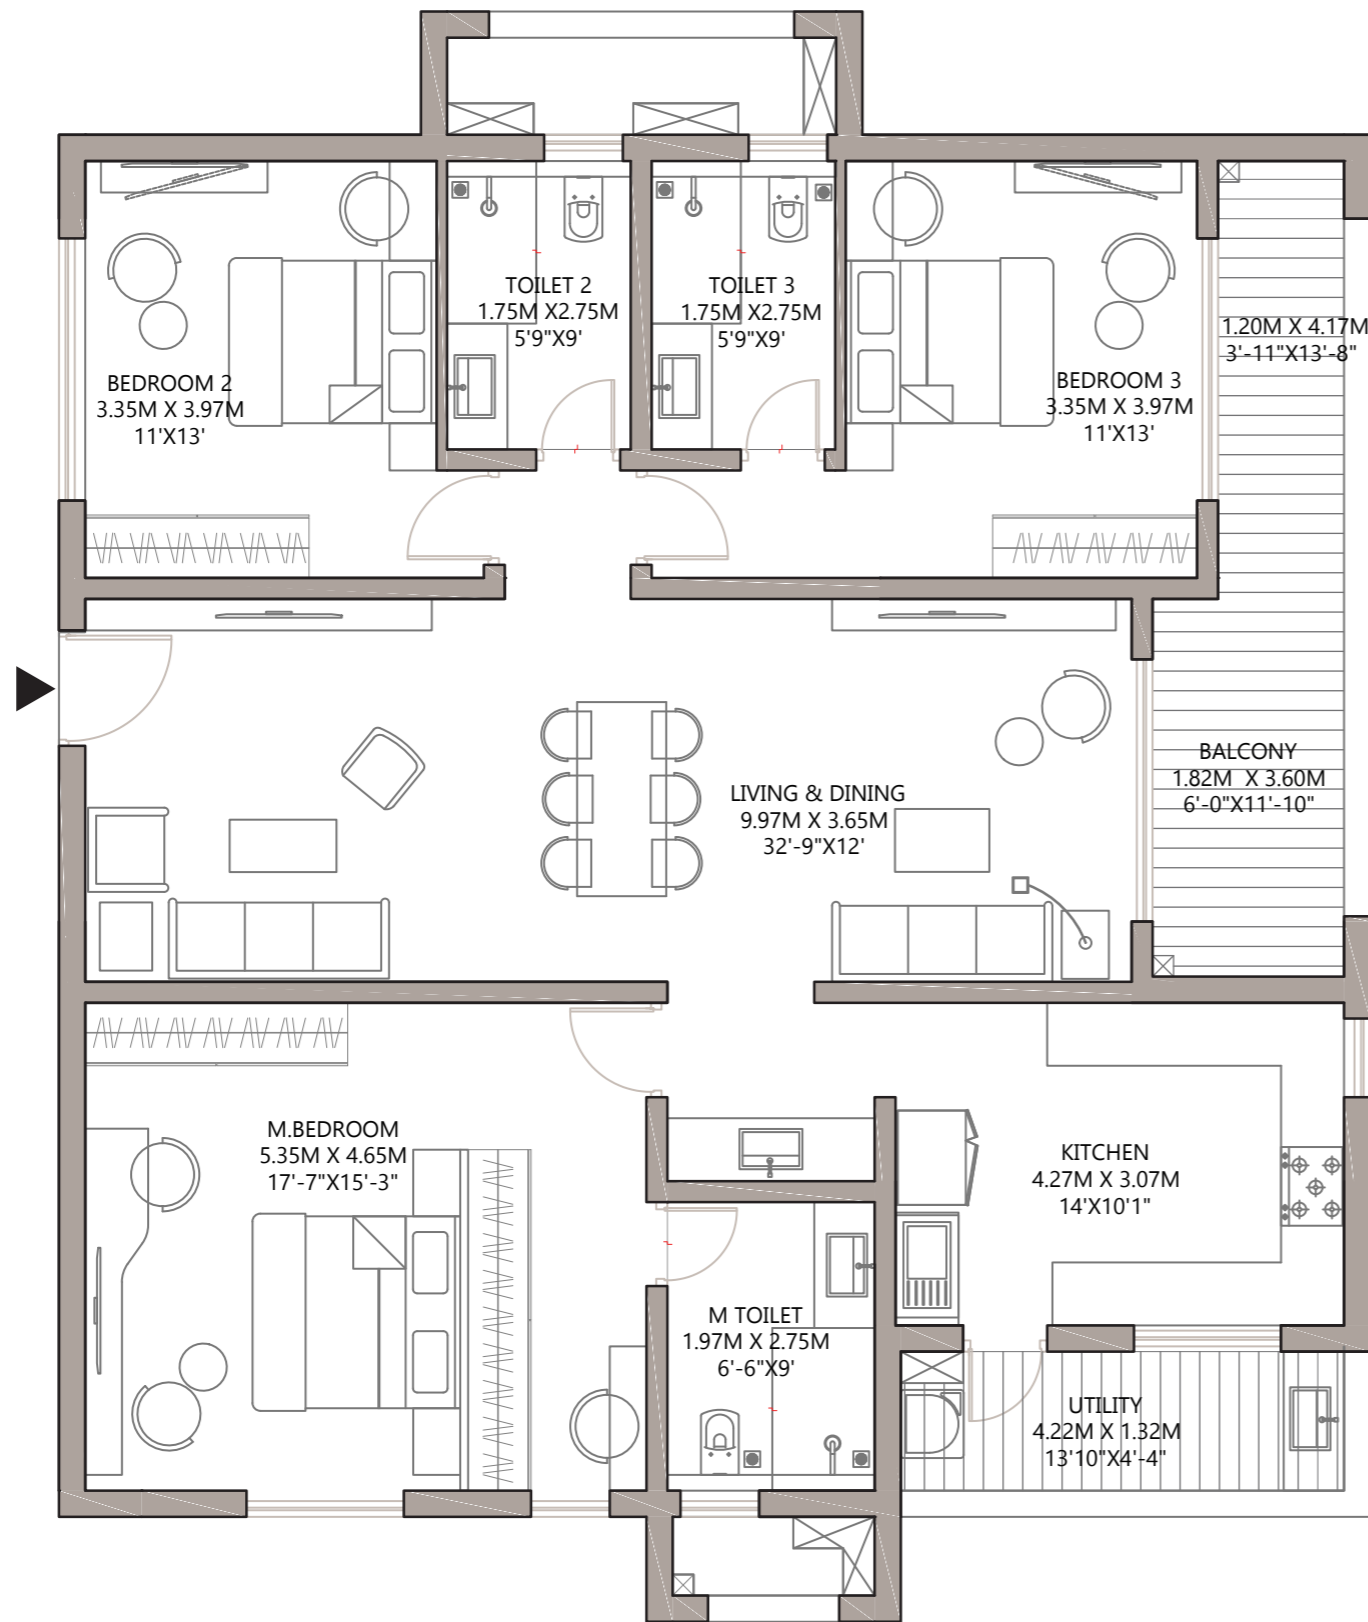 TOILET 2
1.75M X2.75M
5'9"X9'
TOILET 3
1.75M X2.75M
5'9"X9'
1.20M X 4.17M
3'-11"X13'-8"
BEDROOM 2
3.35M X 3.97M
11'X13'
BEDROOM 3
3.35M X 3.97M
11'X13'
BALCONY
1.82M X 3.60M
6'-0"X11'-10"
LIVING & DINING
9.97M X 3.65M
32'-9"X12'
M.BEDROOM
5.35M X 4.65M
17'-7"X15'-3"
KITCHEN
4.27M X 3.07M
14'X10'1"
M TOILET
1.97M X 2.75M
6'-6"X9'
UTILITY
4.22M X 1.32M
13'10"X4'-4"